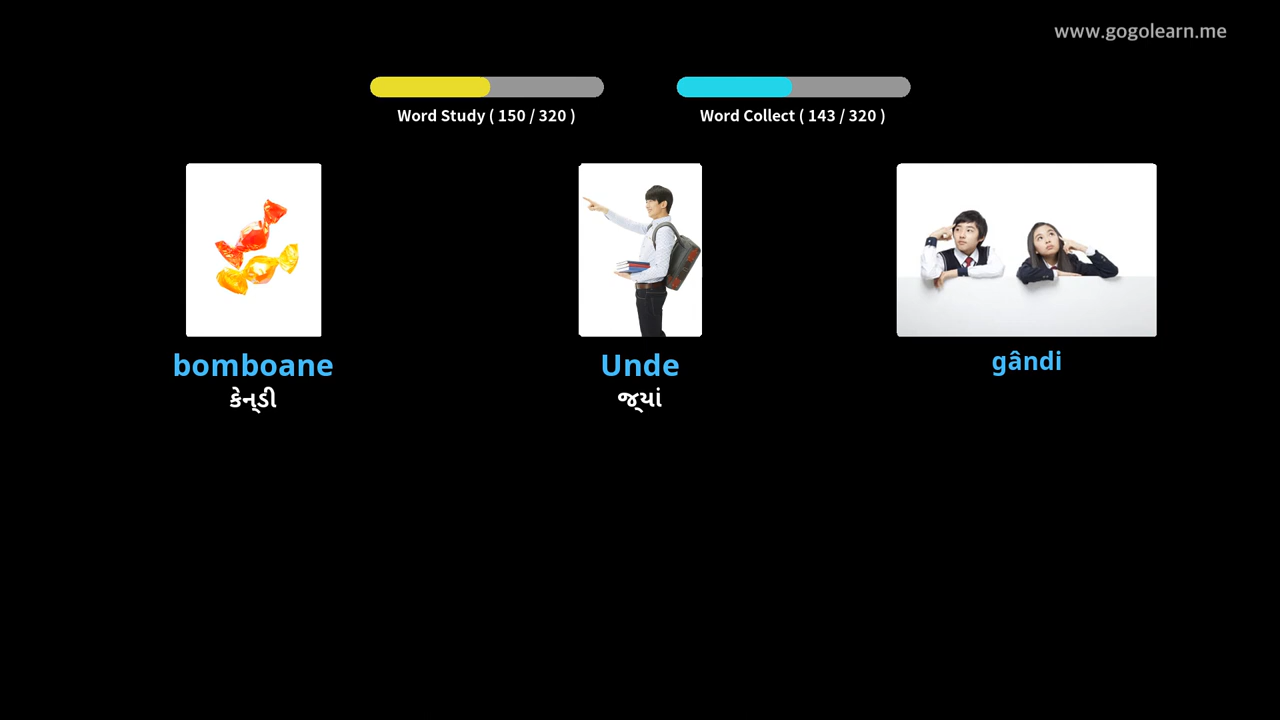 www.gogolearn.me
Word Study ( 150 / 320 )
Word Collect ( 143 / 320 )
bomboane
કેન્ડી
Unde
જ્યાં
gândi